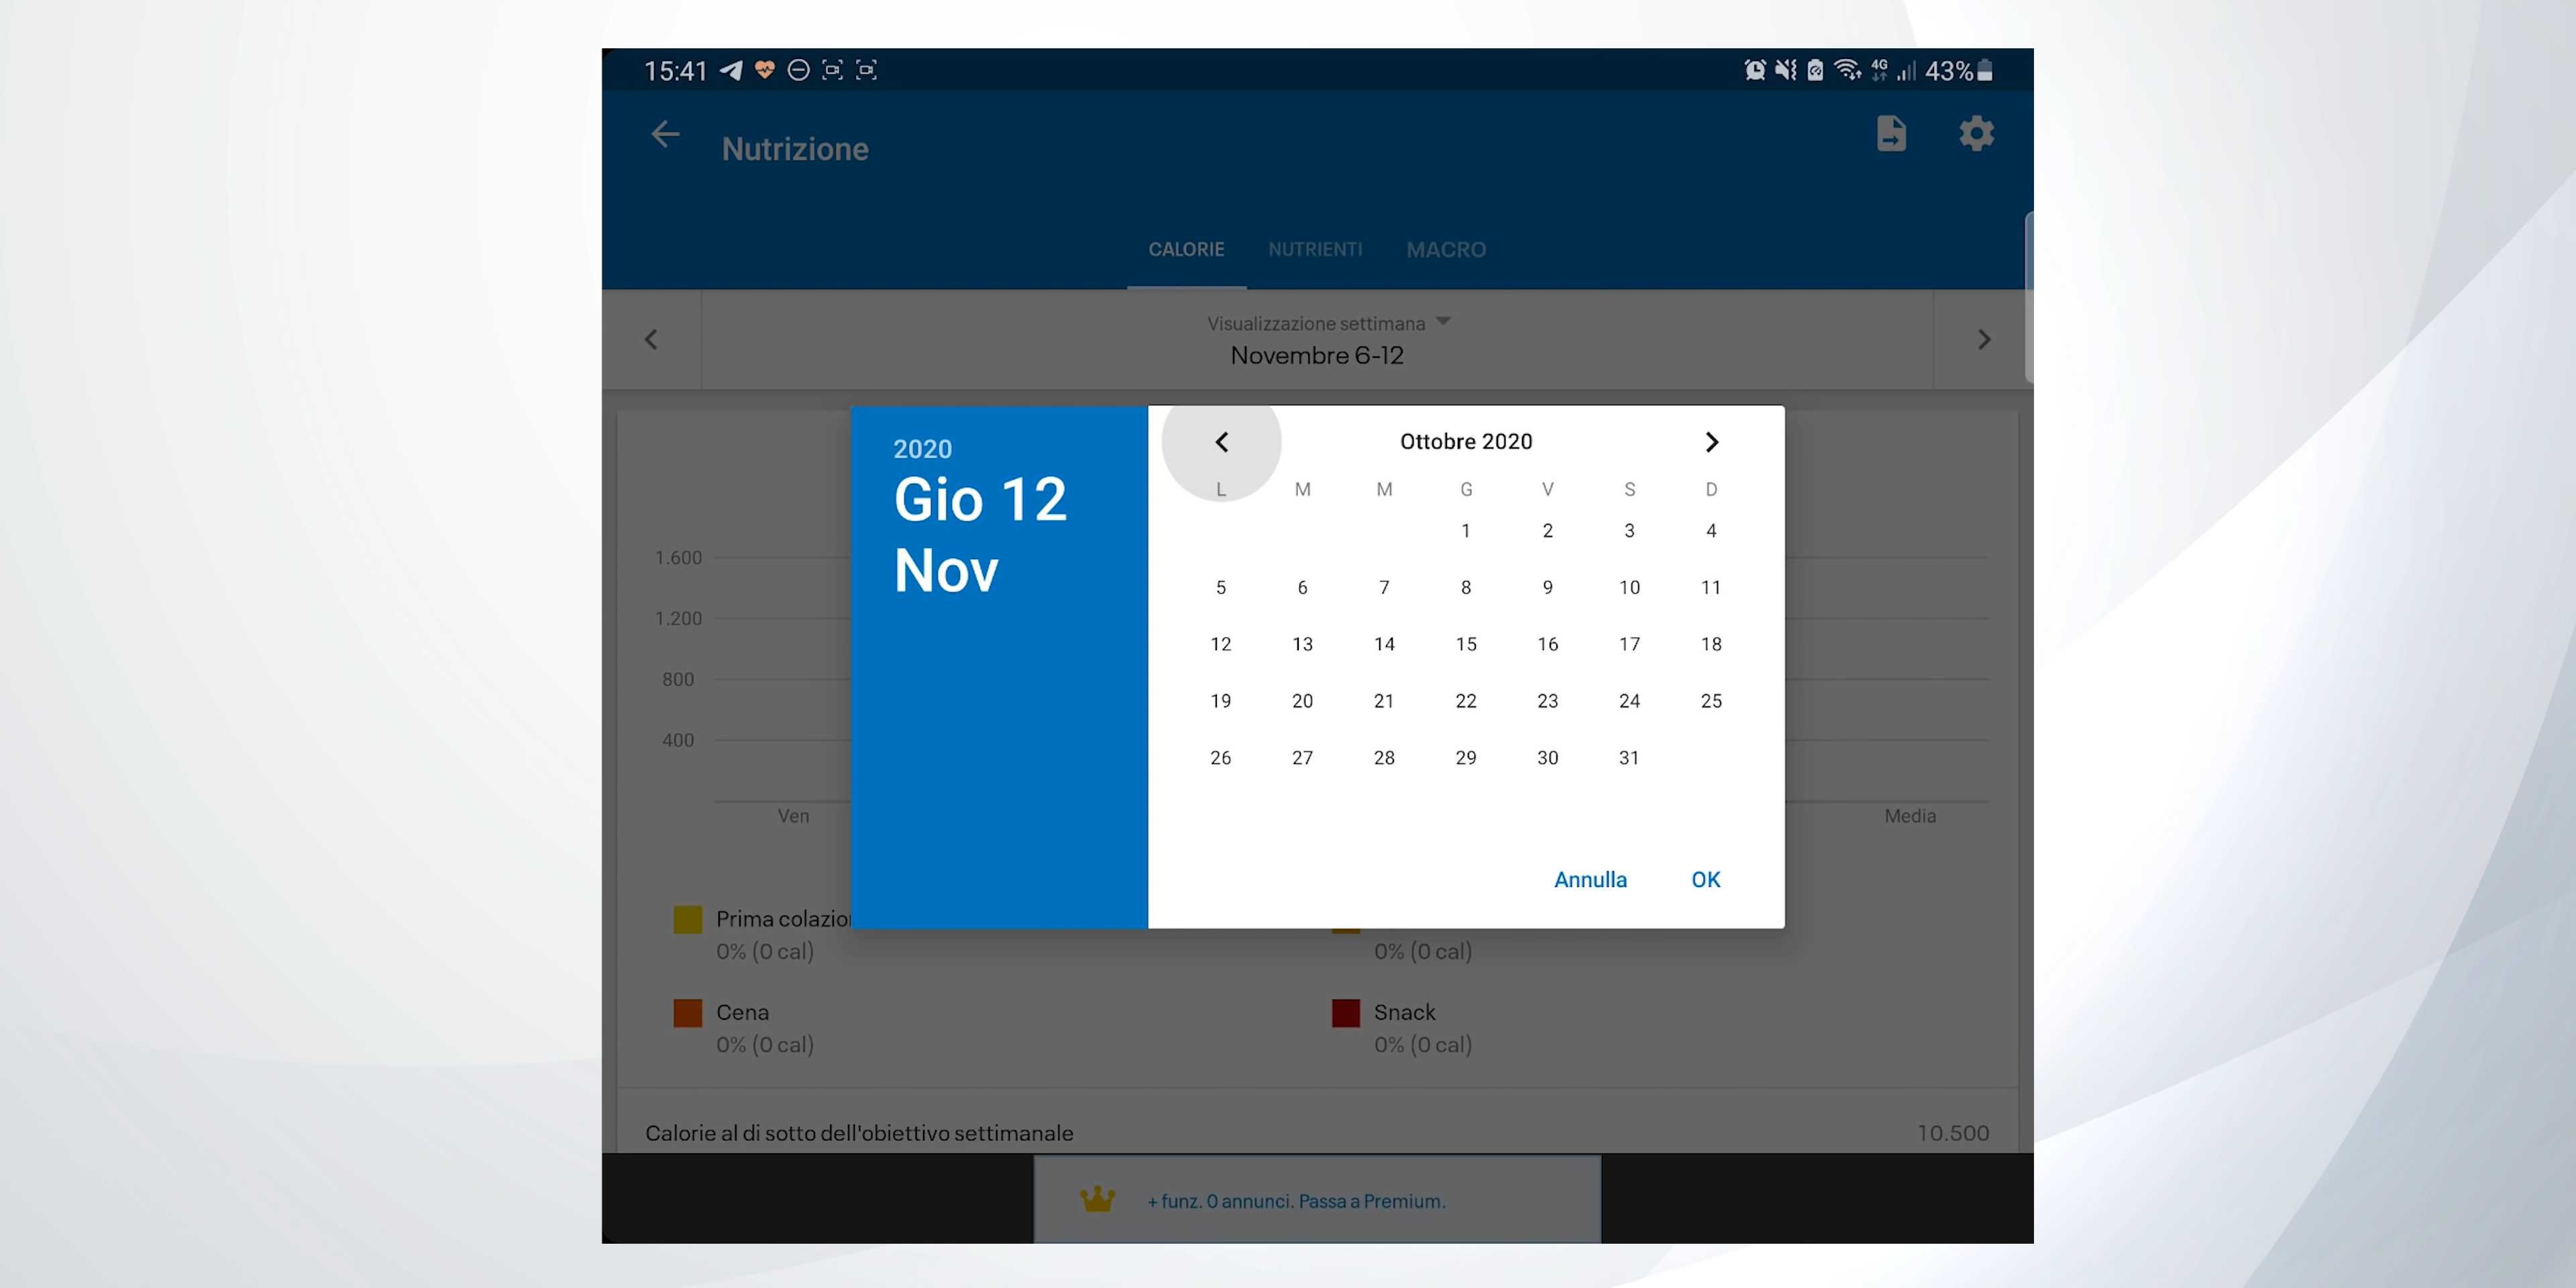 15:41
4G
43%
Nutrizione
CALORIE NUTRIENTI MACRO
Visualizzazione settimana
Novembre 6-12
2020
Gio 12
Nov
Ottobre 2020
L M M G V S D
1 2 3 4
5 6 7 8 9 10 11
12 13 14 15 16 17 18
19 20 21 22 23 24 25
26 27 28 29 30 31
Annulla OK
1.600
1.200
800
400
Ven
Media
Prima colazio
0% (0 cal)
0% (0 cal)
Cena
0% (0 cal)
Snack
0% (0 cal)
Calorie al di sotto dell'obiettivo settimanale 10.500
+ funz. 0 annunci. Passa a Premium.